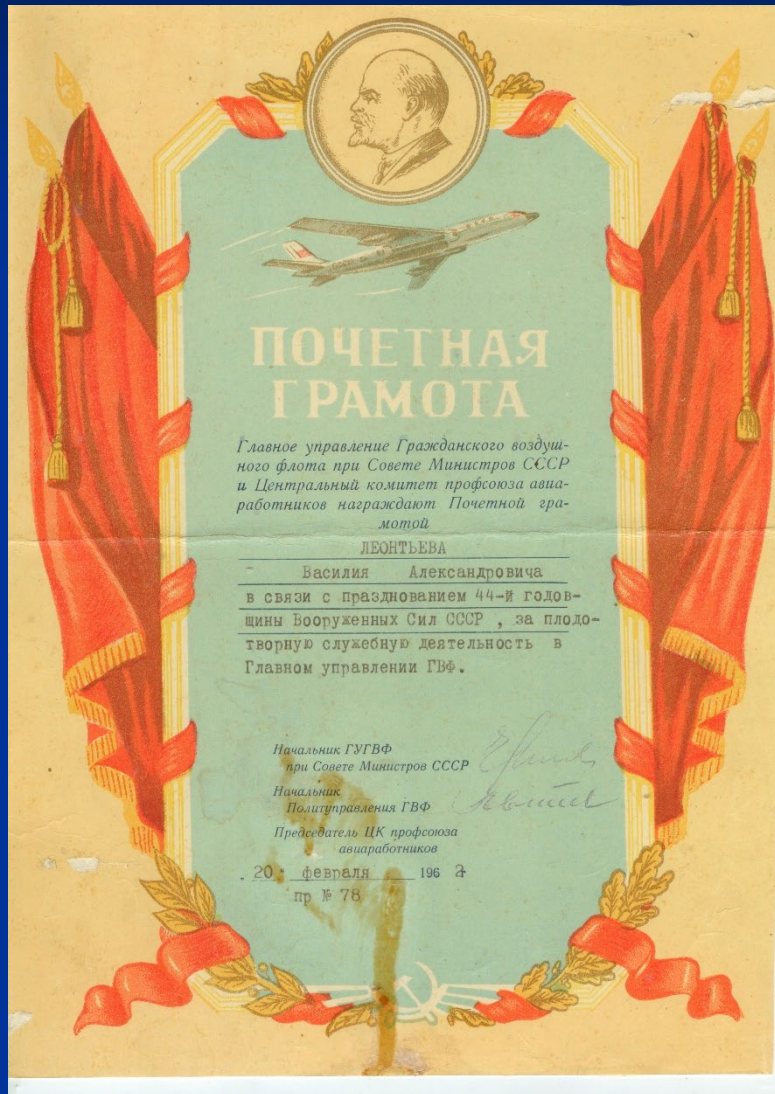 ПОЧЕТНАЯ
ГРАМОТА
Главное управление Гражданского воздуш-
ного флота при Совете Министров СССР
и Центральный комитет профсоюза авиа-
работников награждают Почетной гра-
мотой
ЛЕОНТЬЕВА
Василия Александровича
в связи с празднованием 44-й годов-
щины Вооруженных Сил СССР , за плодо-
творную служебную деятельность в
Главном управлении ГВФ.
Начальник ГУГВФ
при Совете Министров СССР
Начальник
Политуправления ГВФ
Председатель ЦК профсоюза
авиаработников
20 февраля 1962
пр № 78